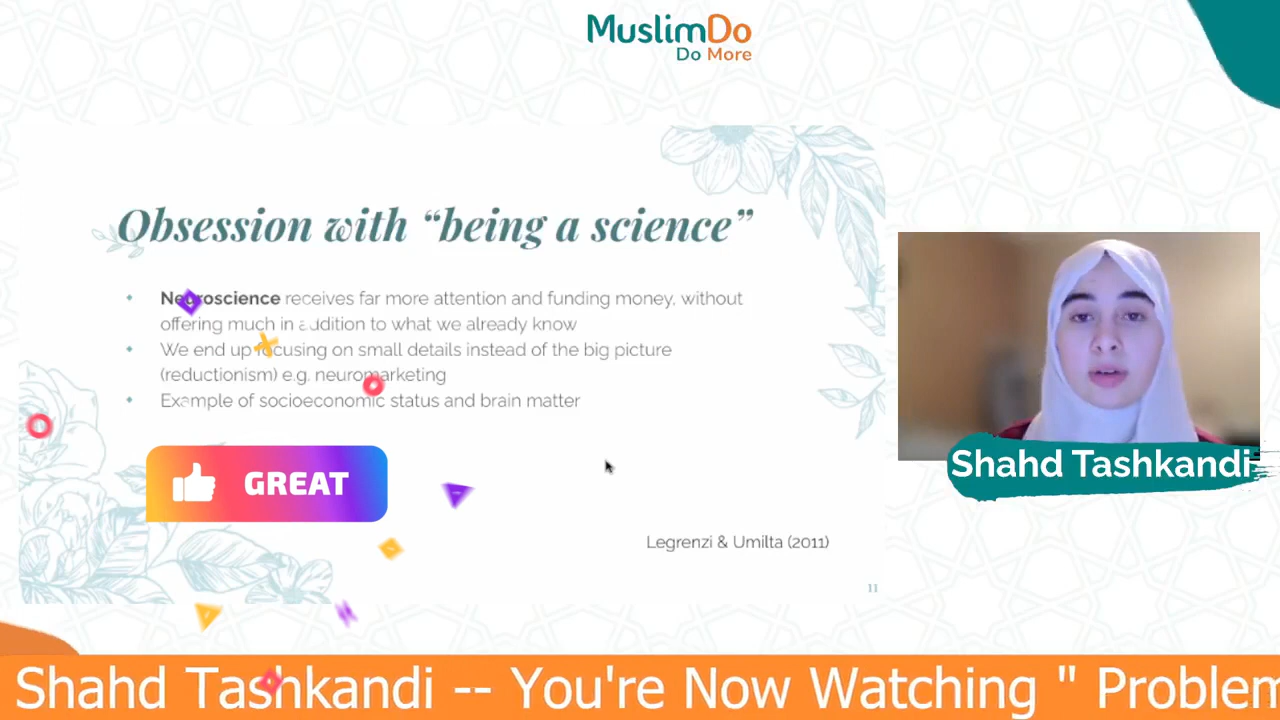 MuslimDo
Do More
Obsession with “being a science”
Neuroscience receives far more attention and funding money, without
offering much in addition to what we already know
We end up focusing on small details instead of the big picture
(reductionism) e.g. neuromarketing
Example of socioeconomic status and brain matter
GREAT
Shahd Tashkandi
Legrenzi & Umilta (2011)
11
Shahd Tashkandi -- You're Now Watching " Problem